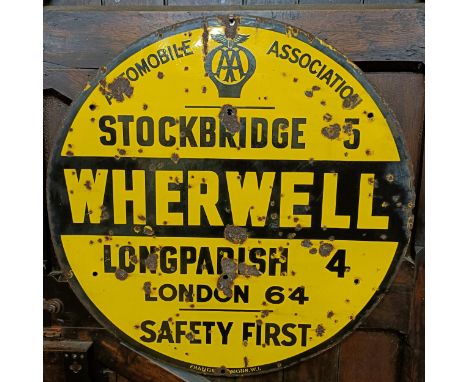 AUTOMOBILE ASSOCIATION
AA
STOCKBRIDGE 5
WHERWELL
LONGPARISH 4
LONDON 64
SAFETY FIRST